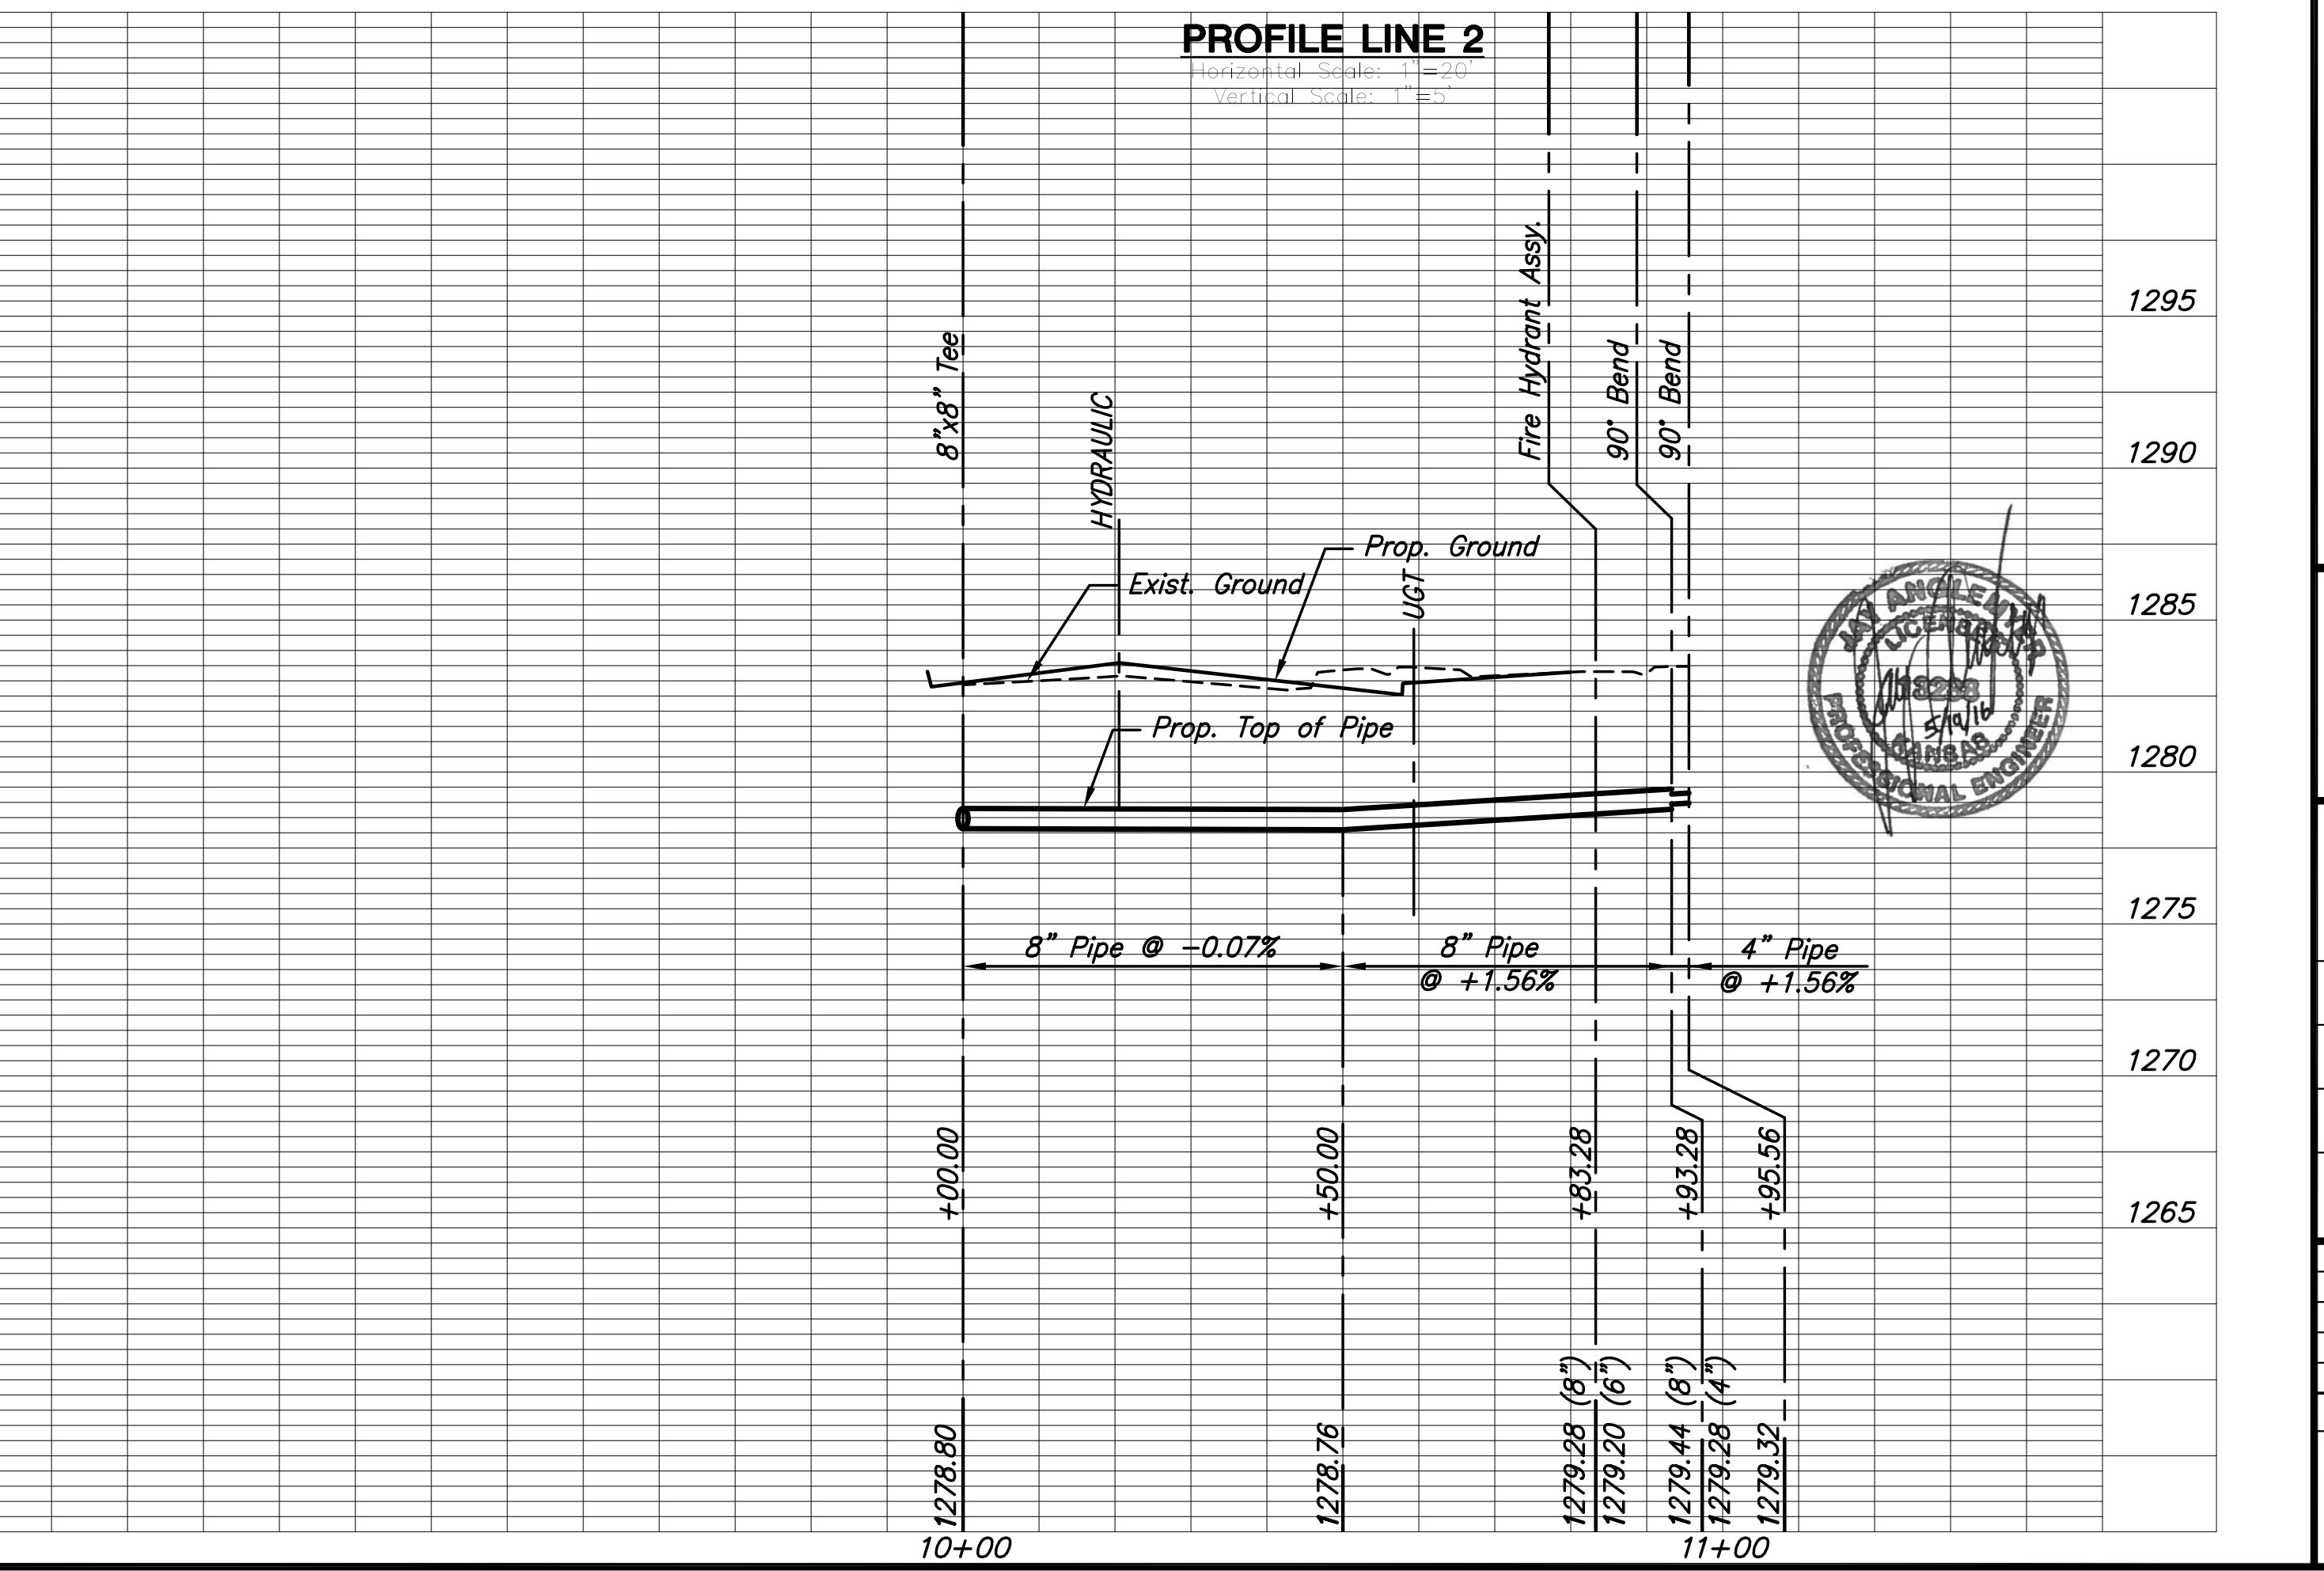 PROFILE LINE 2
Horizontal Scale: 1"=20'
Vertical Scale: 1"=5'
8"x8" Tee
HYDRAULIC
Fire Hydrant Assy.
90° Bend
90° Bend
1295
1290
1285
1280
1275
1270
1265
Prop. Ground
Exist. Ground
UGT
Prop. Top of Pipe
JAY ANGLEMYER
LICENSED
13238
5/19/16
KANSAS
PROFESSIONAL ENGINEER
8" Pipe @ -0.07%
8" Pipe
@ +1.56%
4" Pipe
@ +1.56%
+00.00
+50.00
+83.28
+93.28
+95.56
1278.80
1278.76
1279.28 (8")
1279.20 (6")
1279.44 (8")
1279.28 (4")
1279.32
10+00
11+00